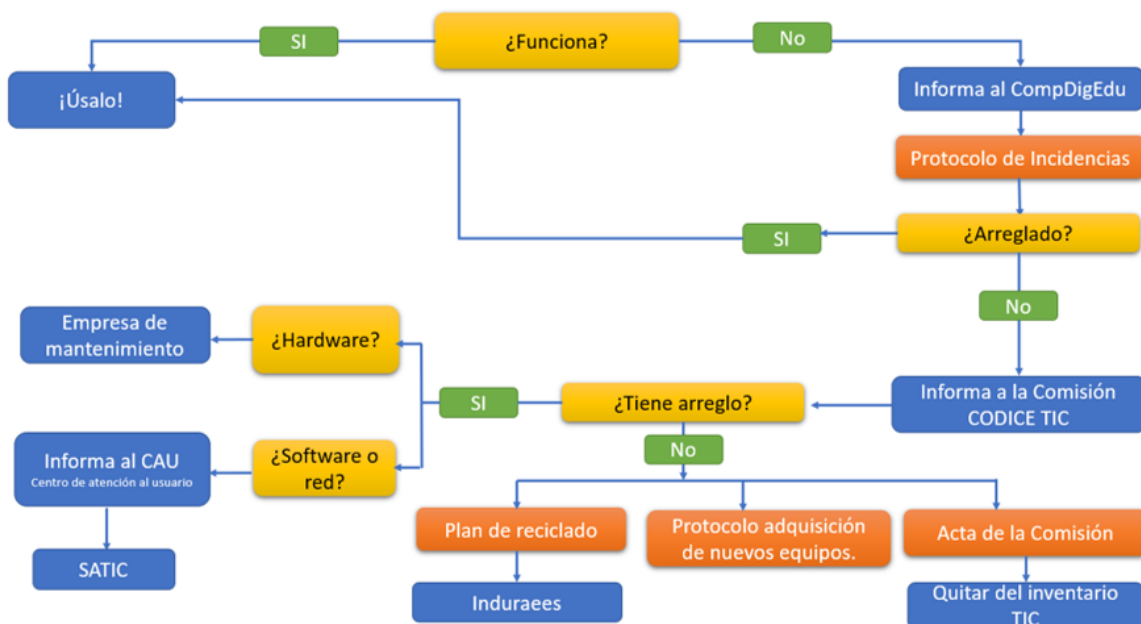 SI
¿Funciona?
No
¡Úsalo!
Informa al CompDigEdu
Protocolo de Incidencias
SI
¿Arreglado?
No
Empresa de
mantenimiento
¿Hardware?
SI
¿Tiene arreglo?
Informa a la Comisión
CODICE TIC
No
Informa al CAU
Centro de atención al usuario
¿Software o
red?
Plan de reciclado
Protocolo adquisición
de nuevos equipos.
Acta de la Comisión
SATIC
Induraees
Quitar del inventario
TIC